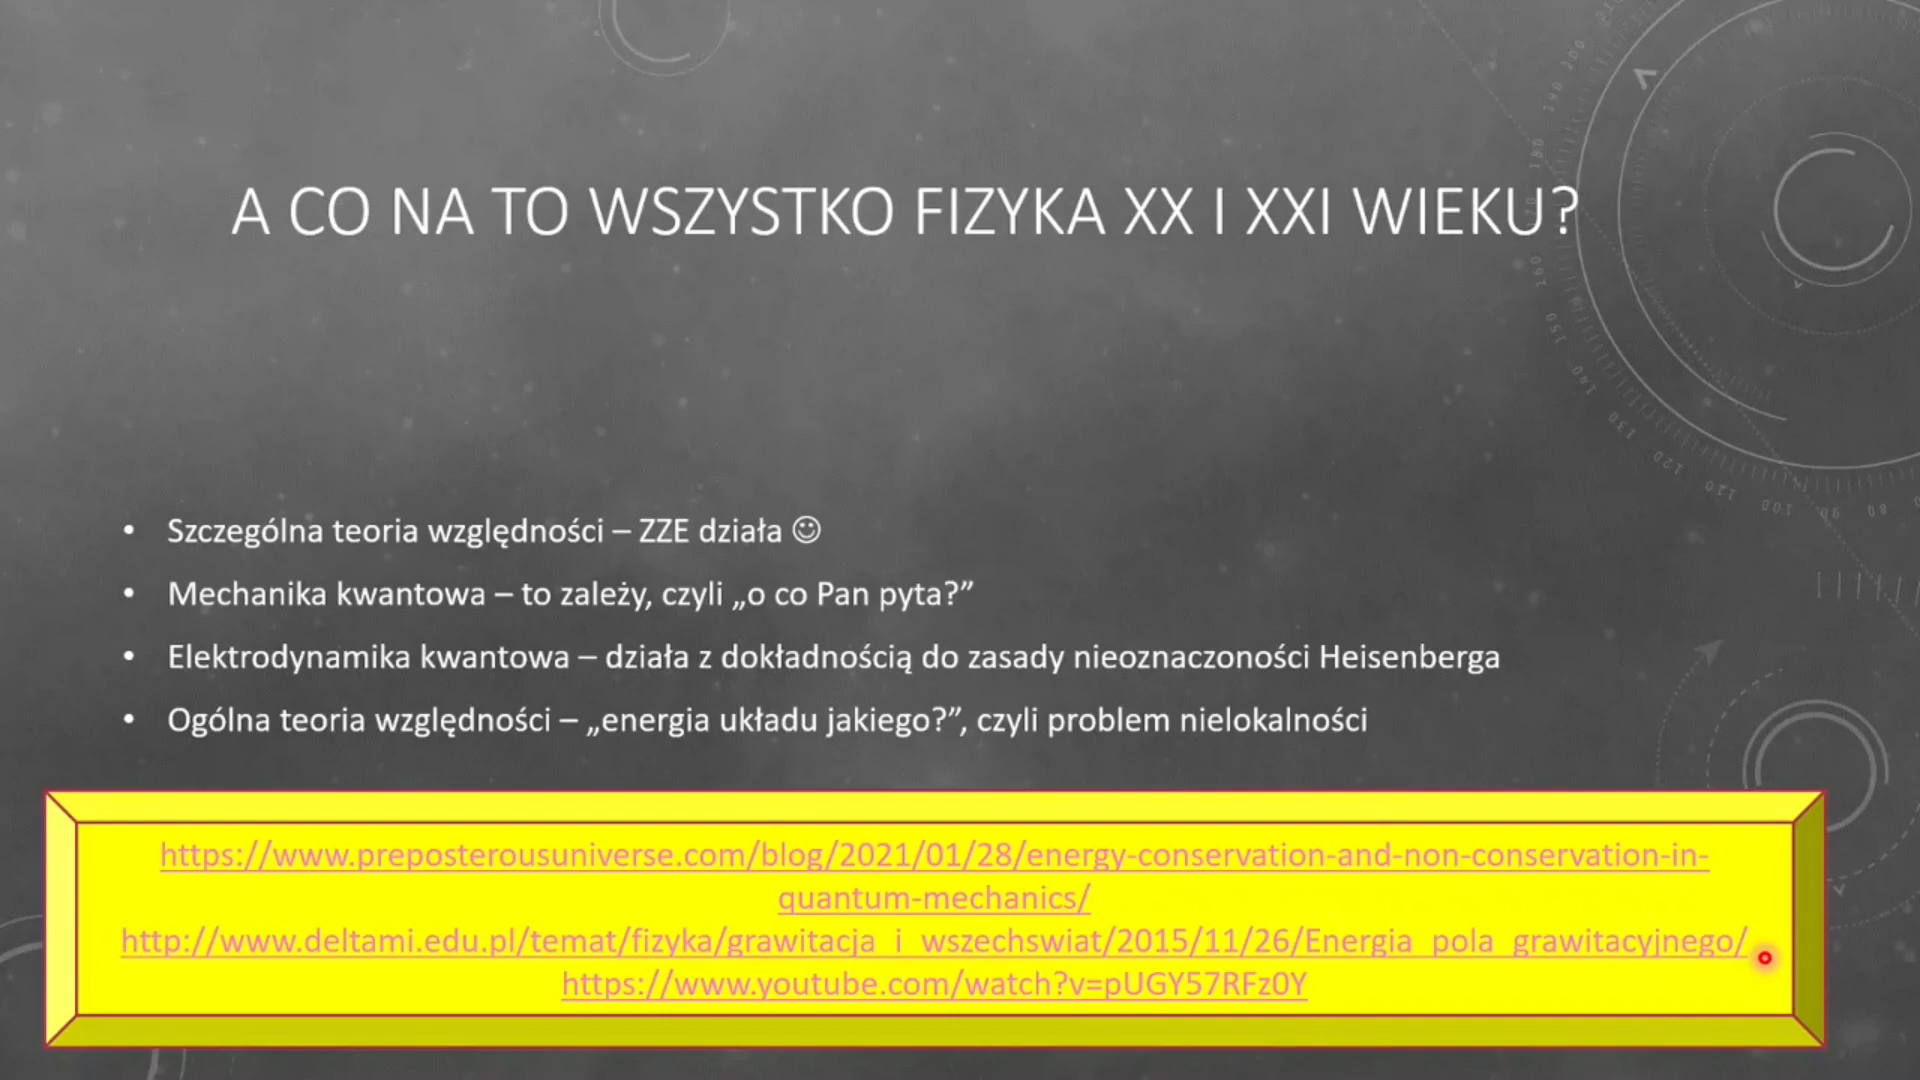 A CO NA TO WSZYSTKO FIZYKA XX I XXI WIEKU?
• Szczególna teoria względności – ZZE działa ☺
• Mechanika kwantowa – to zależy, czyli „o co Pan pyta?”
• Elektrodynamika kwantowa – działa z dokładnością do zasady nieoznaczoności Heisenberga
• Ogólna teoria względności – „energia układu jakiego?”, czyli problem nielokalności
https://www.preposterousuniverse.com/blog/2021/01/28/energy-conservation-and-non-conservation-in-
quantum-mechanics/
http://www.deltami.edu.pl/temat/fizyka/grawitacja_i_wszechswiat/2015/11/26/Energia_pola_grawitacyjnego/
https://www.youtube.com/watch?v=pUGY57RFz0Y